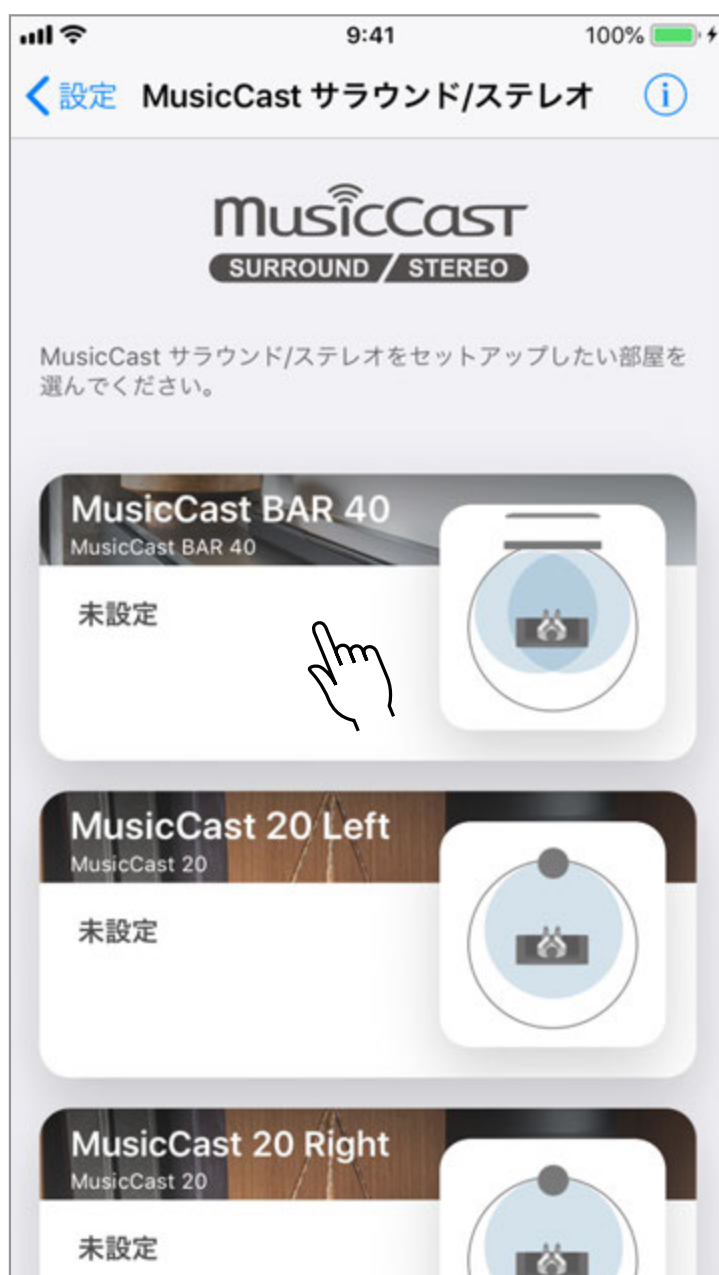 9:41
100%
設定 MusicCast サラウンド/ステレオ i
MusicCast
SURROUND / STEREO
MusicCast サラウンド/ステレオをセットアップしたい部屋を
選んでください。
MusicCast BAR 40
MusicCast BAR 40
未設定
MusicCast 20 Left
MusicCast 20
未設定
MusicCast 20 Right
MusicCast 20
未設定